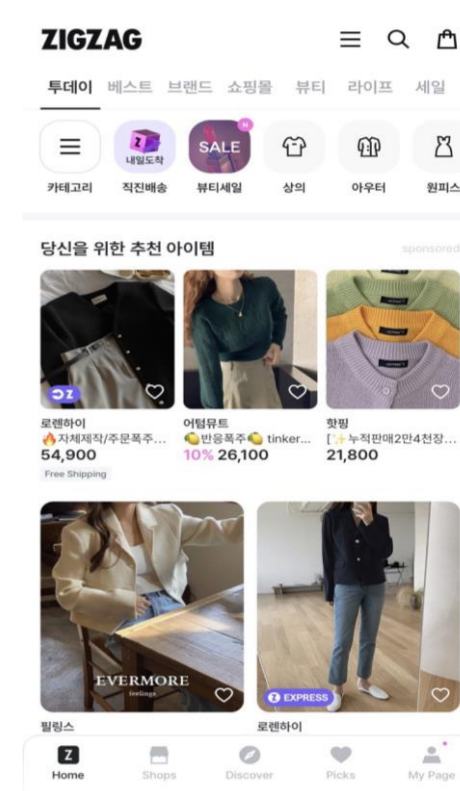 ZIGZAG
투데이 베스트 브랜드 쇼핑몰 뷰티 라이프 세일
N
내일도착 SALE
카테고리 직진배송 뷰티세일 상의 아우터 원피스
당신을 위한 추천 아이템 sponsored
로렌하이 어텀뮤트 핫핑
🔥자체제작/주문폭주... 🍋반응폭주🍋 tinker... [✨누적판매2만4천장...
54,900 10% 26,100 21,800
Free Shipping
EVERMORE
feelings
EXPRESS
필링스 로렌하이
Home Shops Discover Picks My Page